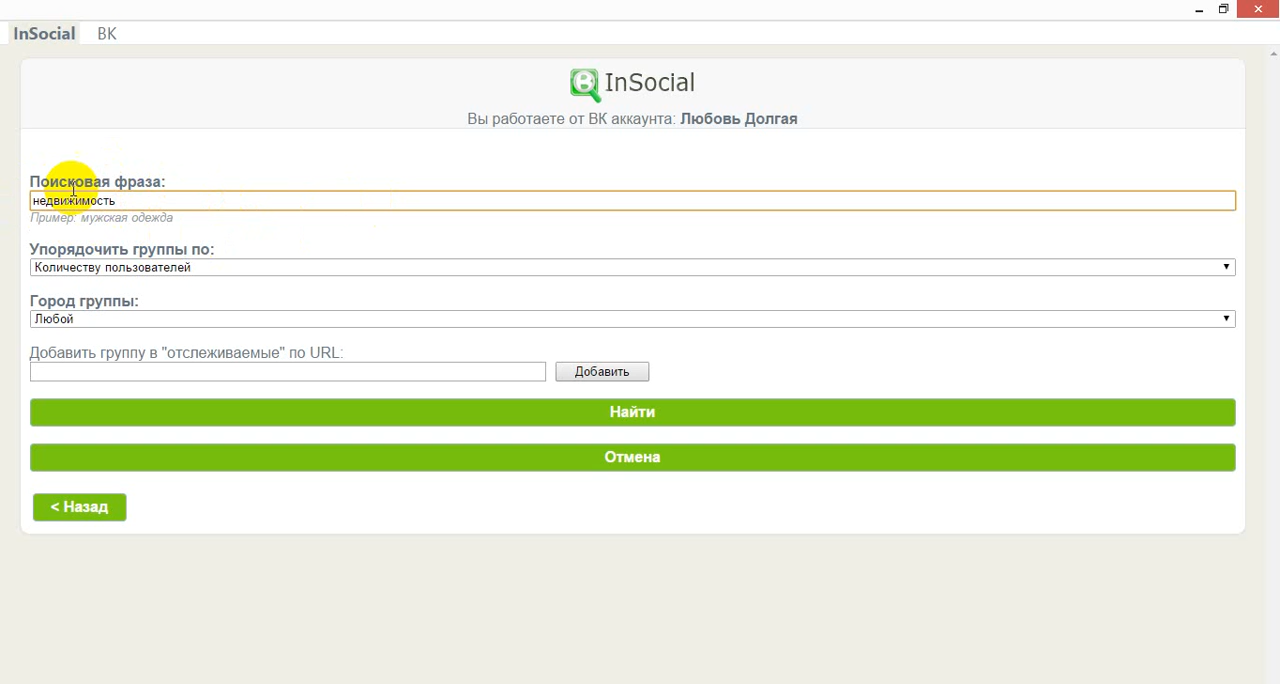 InSocial ВК
InSocial
Вы работаете от ВК аккаунта: Любовь Долгая
Поисковая фраза:
недвижимость
Пример: мужская одежда
Упорядочить группы по:
Количеству пользователей
Город группы:
Любой
Добавить группу в "отслеживаемые" по URL:
Добавить
Найти
Отмена
< Назад